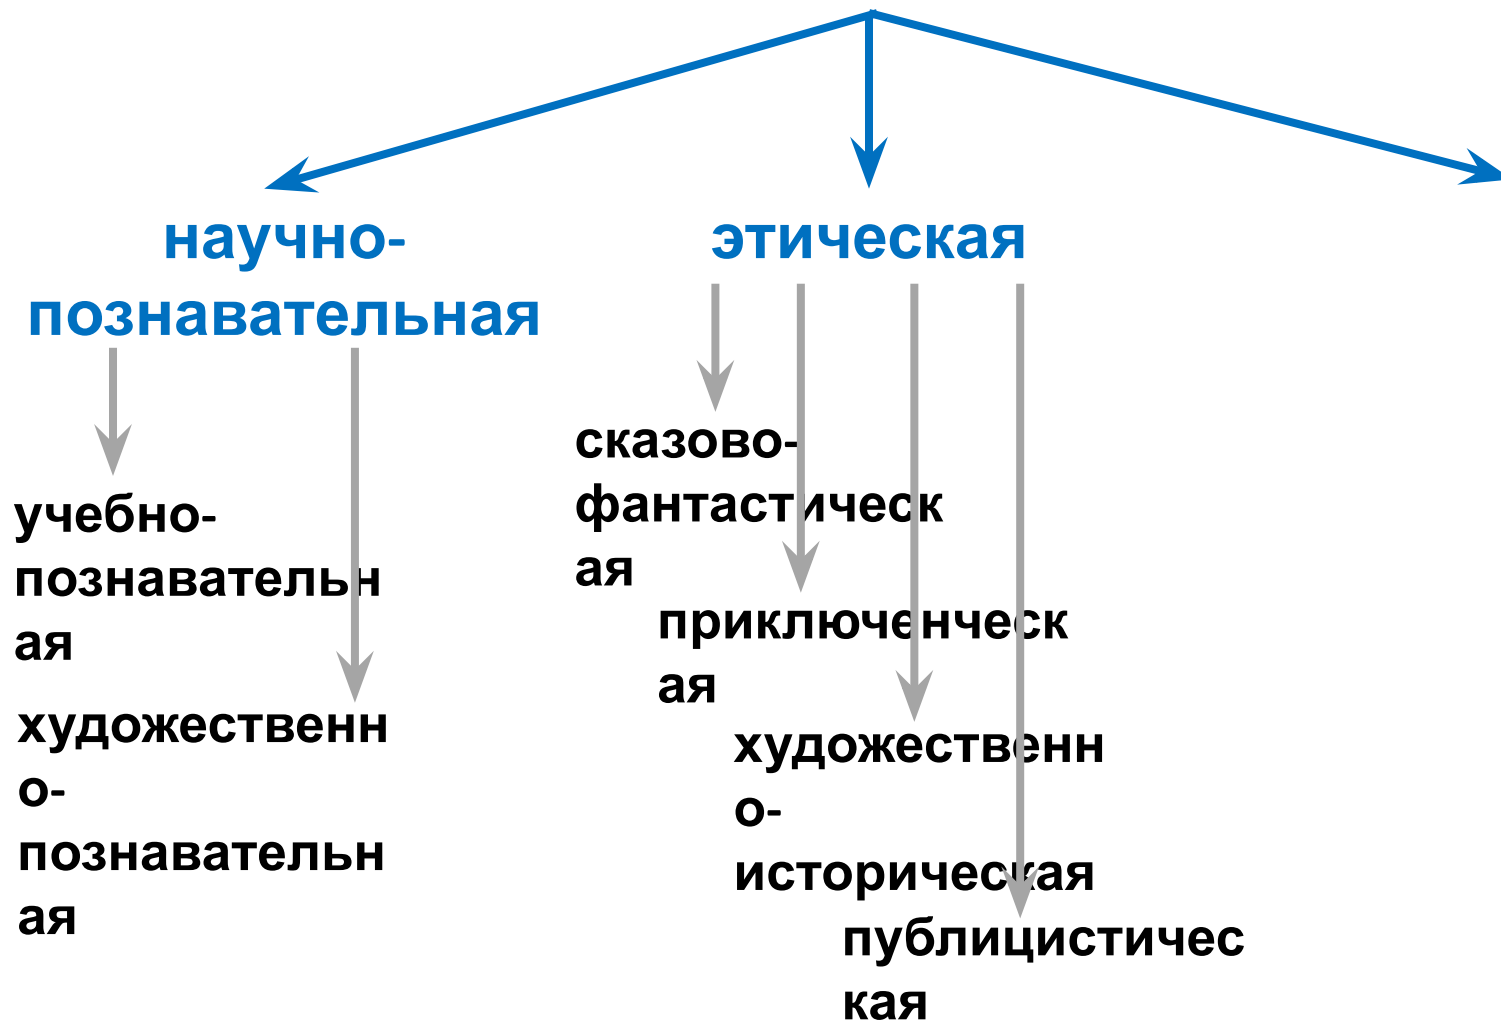 научно-
познавательная
этическая
учебно-
познавательн
ая
художественн
о-
познавательн
ая
сказово-
фантастическ
ая
приключенческ
ая
художественн
о-
историческая
публицистичес
кая